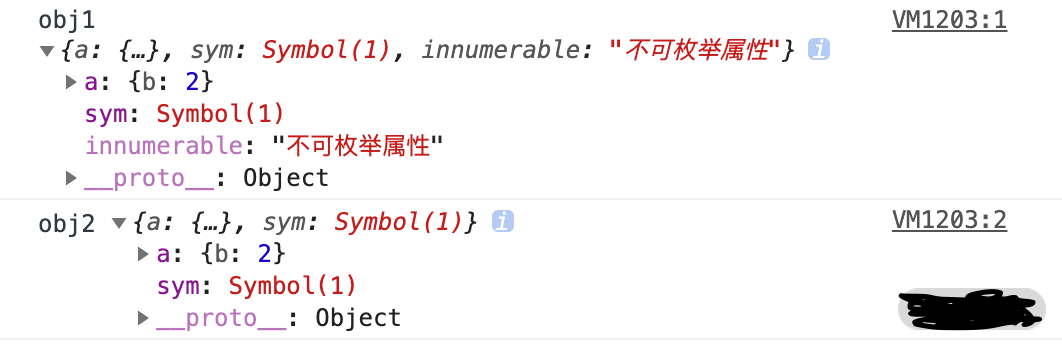 obj1 VM1203:1
{a: {…}, sym: Symbol(1), innumerable: "不可枚举属性"} i
a: {b: 2}
sym: Symbol(1)
innumerable: "不可枚举属性"
__proto__: Object
obj2 {a: {…}, sym: Symbol(1)} i VM1203:2
a: {b: 2}
sym: Symbol(1)
__proto__: Object